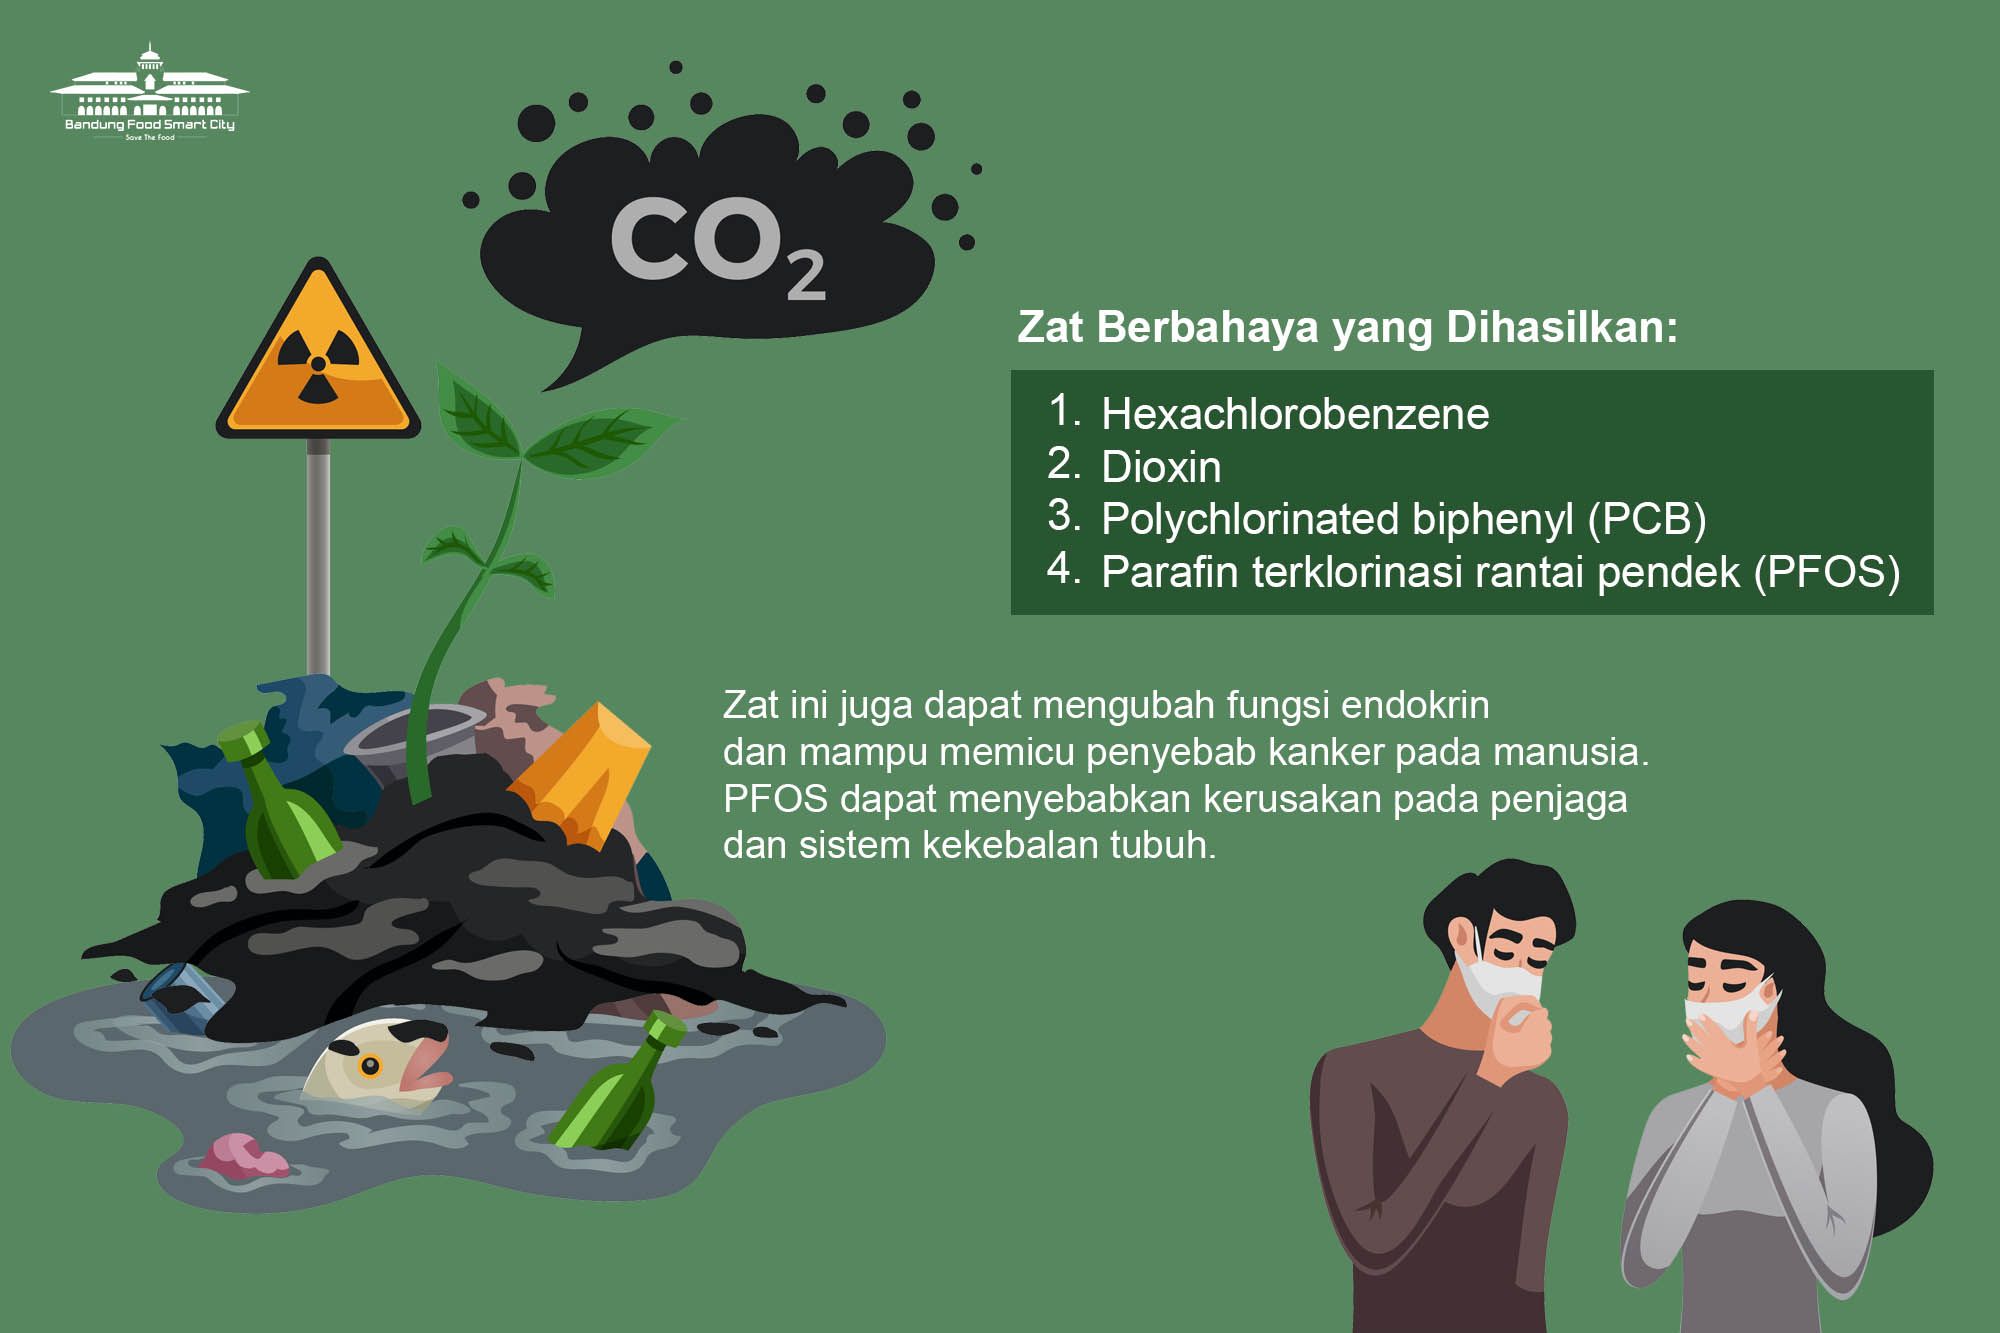 Bandung Food Smart City
Save The Food
CO₂
Zat Berbahaya yang Dihasilkan:
1. Hexachlorobenzene
2. Dioxin
3. Polychlorinated biphenyl (PCB)
4. Parafin terklorinasi rantai pendek (PFOS)
Zat ini juga dapat mengubah fungsi endokrin
dan mampu memicu penyebab kanker pada manusia.
PFOS dapat menyebabkan kerusakan pada penjaga
dan sistem kekebalan tubuh.